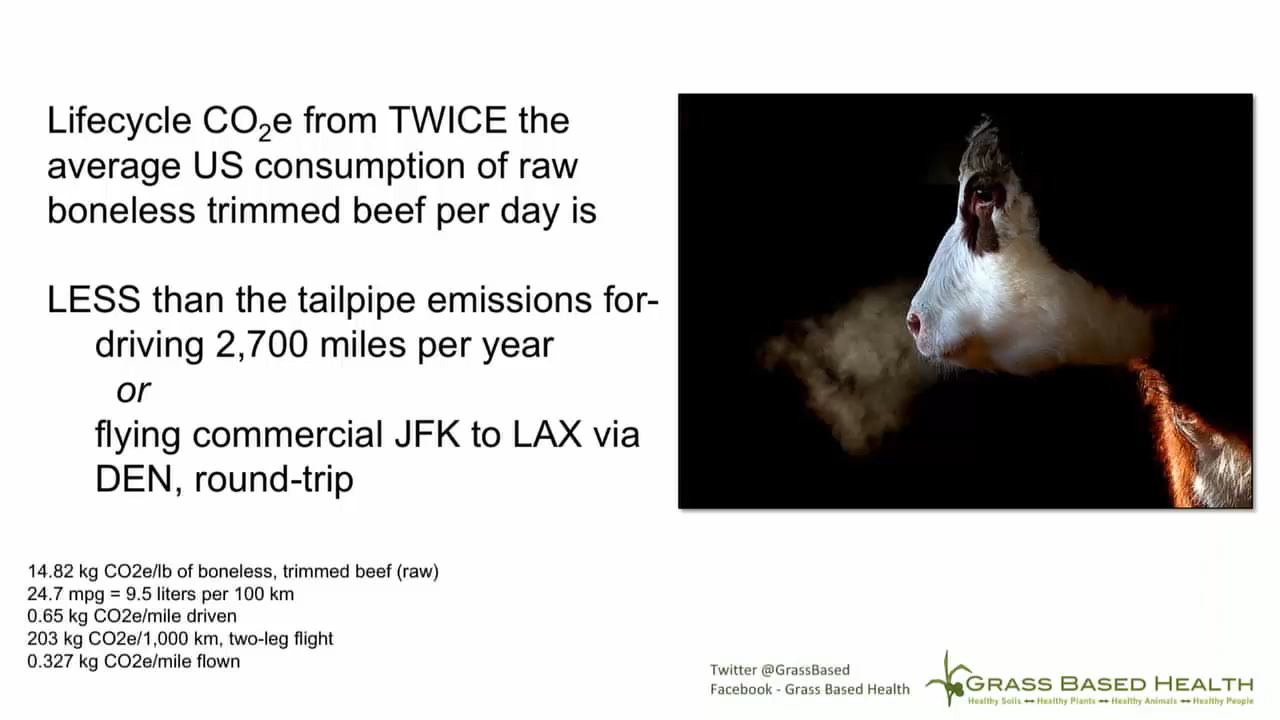 Lifecycle CO₂e from TWICE the
average US consumption of raw
boneless trimmed beef per day is
LESS than the tailpipe emissions for-
driving 2,700 miles per year
or
flying commercial JFK to LAX via
DEN, round-trip
14.82 kg CO2e/lb of boneless, trimmed beef (raw)
24.7 mpg = 9.5 liters per 100 km
0.65 kg CO2e/mile driven
203 kg CO2e/1,000 km, two-leg flight
0.327 kg CO2e/mile flown
Twitter @GrassBased
Facebook - Grass Based Health
GRASS BASED HEALTH
Healthy Soils ↔ Healthy Plants ↔ Healthy Animals ↔ Healthy People